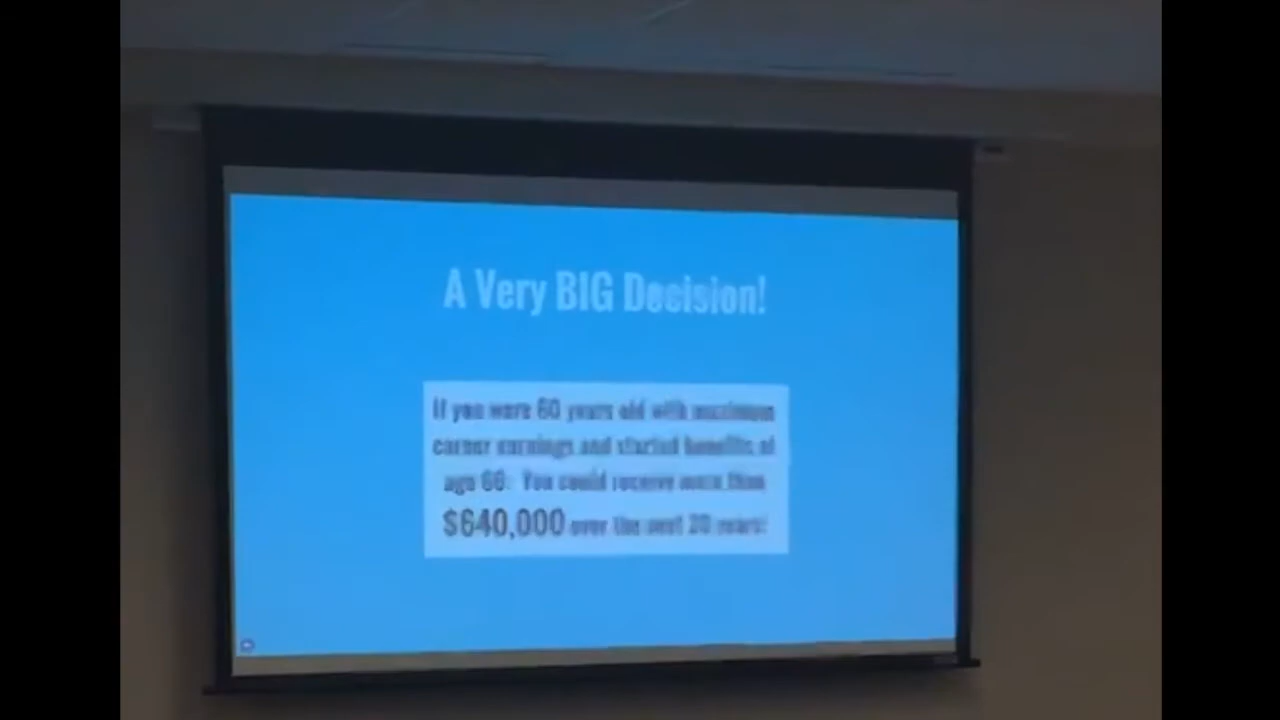 A Very BIG Decision!
If you were 60 years old with maximum
career earnings and started benefits at
age 66: You could receive more than
$640,000 over the next 20 years!